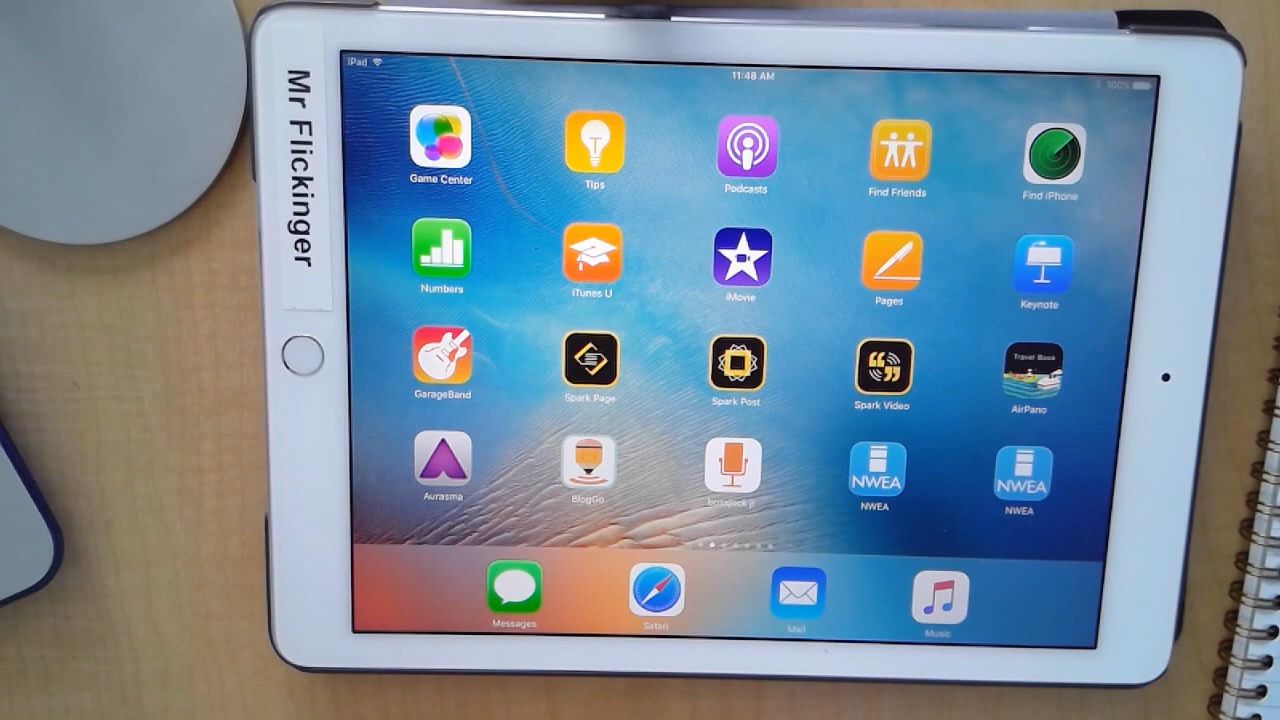 Mr Flickinger
iPad
11:48 AM
100%
Game Center
Tips
Podcasts
Find Friends
Find iPhone
Numbers
iTunes U
iMovie
Pages
Keynote
GarageBand
Spark Page
Spark Post
Spark Video
Travel Book
AirPano
Aurasma
BlogGo
bossjock jr
NWEA
NWEA
NWEA
NWEA
Messages
Safari
Mail
Music